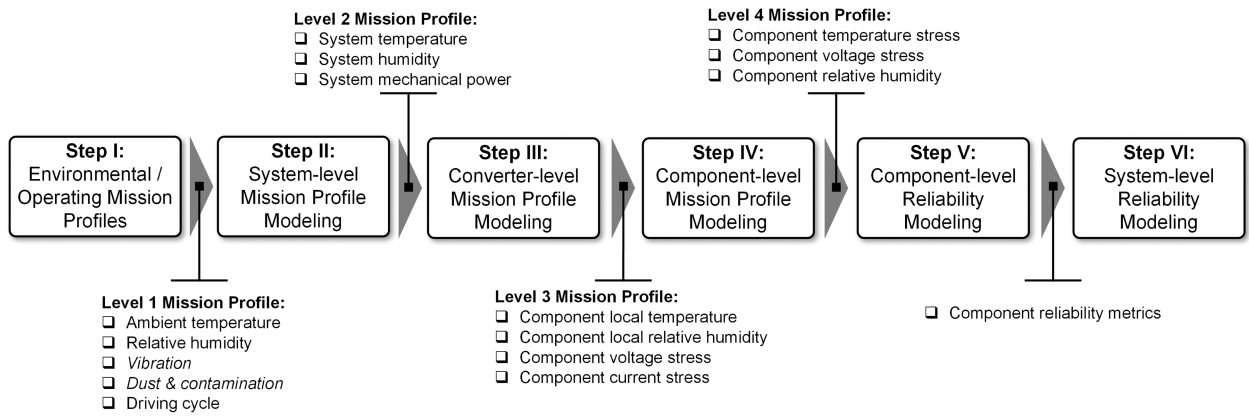 Level 2 Mission Profile:
❑ System temperature
❑ System humidity
❑ System mechanical power
Level 4 Mission Profile:
❑ Component temperature stress
❑ Component voltage stress
❑ Component relative humidity
Step I:
Environmental /
Operating Mission
Profiles
Step II:
System-level
Mission Profile
Modeling
Step III:
Converter-level
Mission Profile
Modeling
Step IV:
Component-level
Mission Profile
Modeling
Step V:
Component-level
Reliability
Modeling
Step VI:
System-level
Reliability
Modeling
Level 1 Mission Profile:
❑ Ambient temperature
❑ Relative humidity
❑ Vibration
❑ Dust & contamination
❑ Driving cycle
Level 3 Mission Profile:
❑ Component local temperature
❑ Component local relative humidity
❑ Component voltage stress
❑ Component current stress
❑ Component reliability metrics